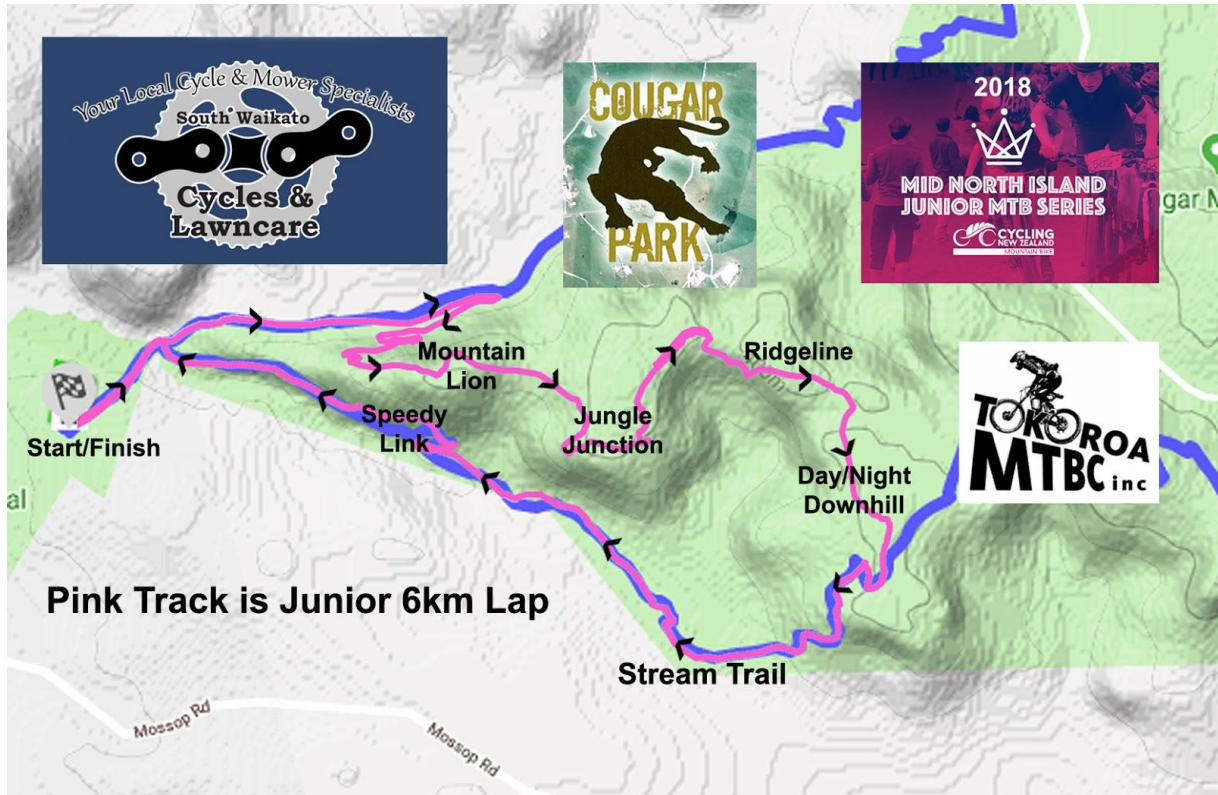 Your Local Cycle & Mower Specialists
South Waikato
Cycles &
Lawncare
COUGAR
PARK
2018
MID NORTH ISLAND
JUNIOR MTB SERIES
CYCLING
NEW ZEALAND
MOUNTAIN BIKE
gar M
Mountain
Lion
Ridgeline
Speedy
Link
Jungle
Junction
Start/Finish
TOKOROA
MTBC inc
Day/Night
Downhill
al
Pink Track is Junior 6km Lap
Stream Trail
Mossop Rd
Mossop Rd